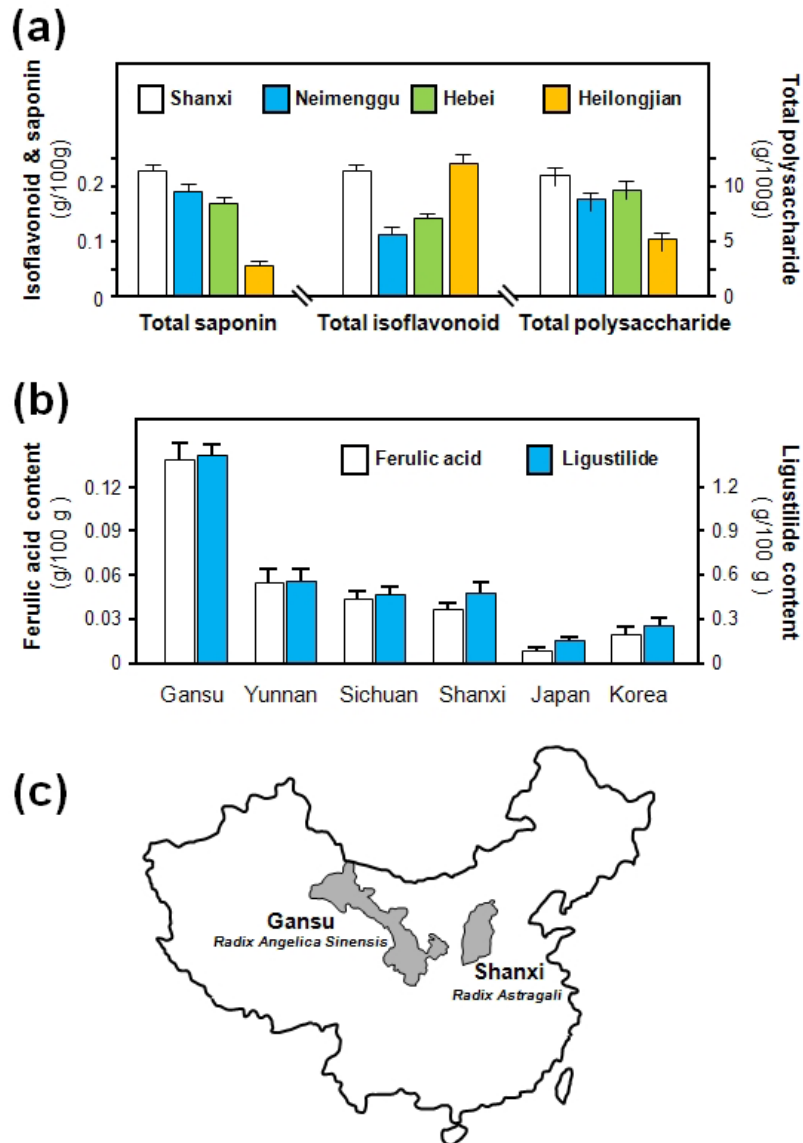 (a)
Isoflavonoid & saponin
(g/100g)
Shanxi Neimenggu Hebei Heilongjian
0.2
0.1
0
10
5
0
Total polysaccharide
(g/100g)
Total saponin Total isoflavonoid Total polysaccharide
(b)
Ferulic acid content
(g/100 g )
Ferulic acid Ligustilide
0.12
0.09
0.06
0.03
0
1.2
0.9
0.6
0.3
0
Ligustilide content
( g/100 g )
Gansu Yunnan Sichuan Shanxi Japan Korea
(c)
Gansu
Radix Angelica Sinensis
Shanxi
Radix Astragali